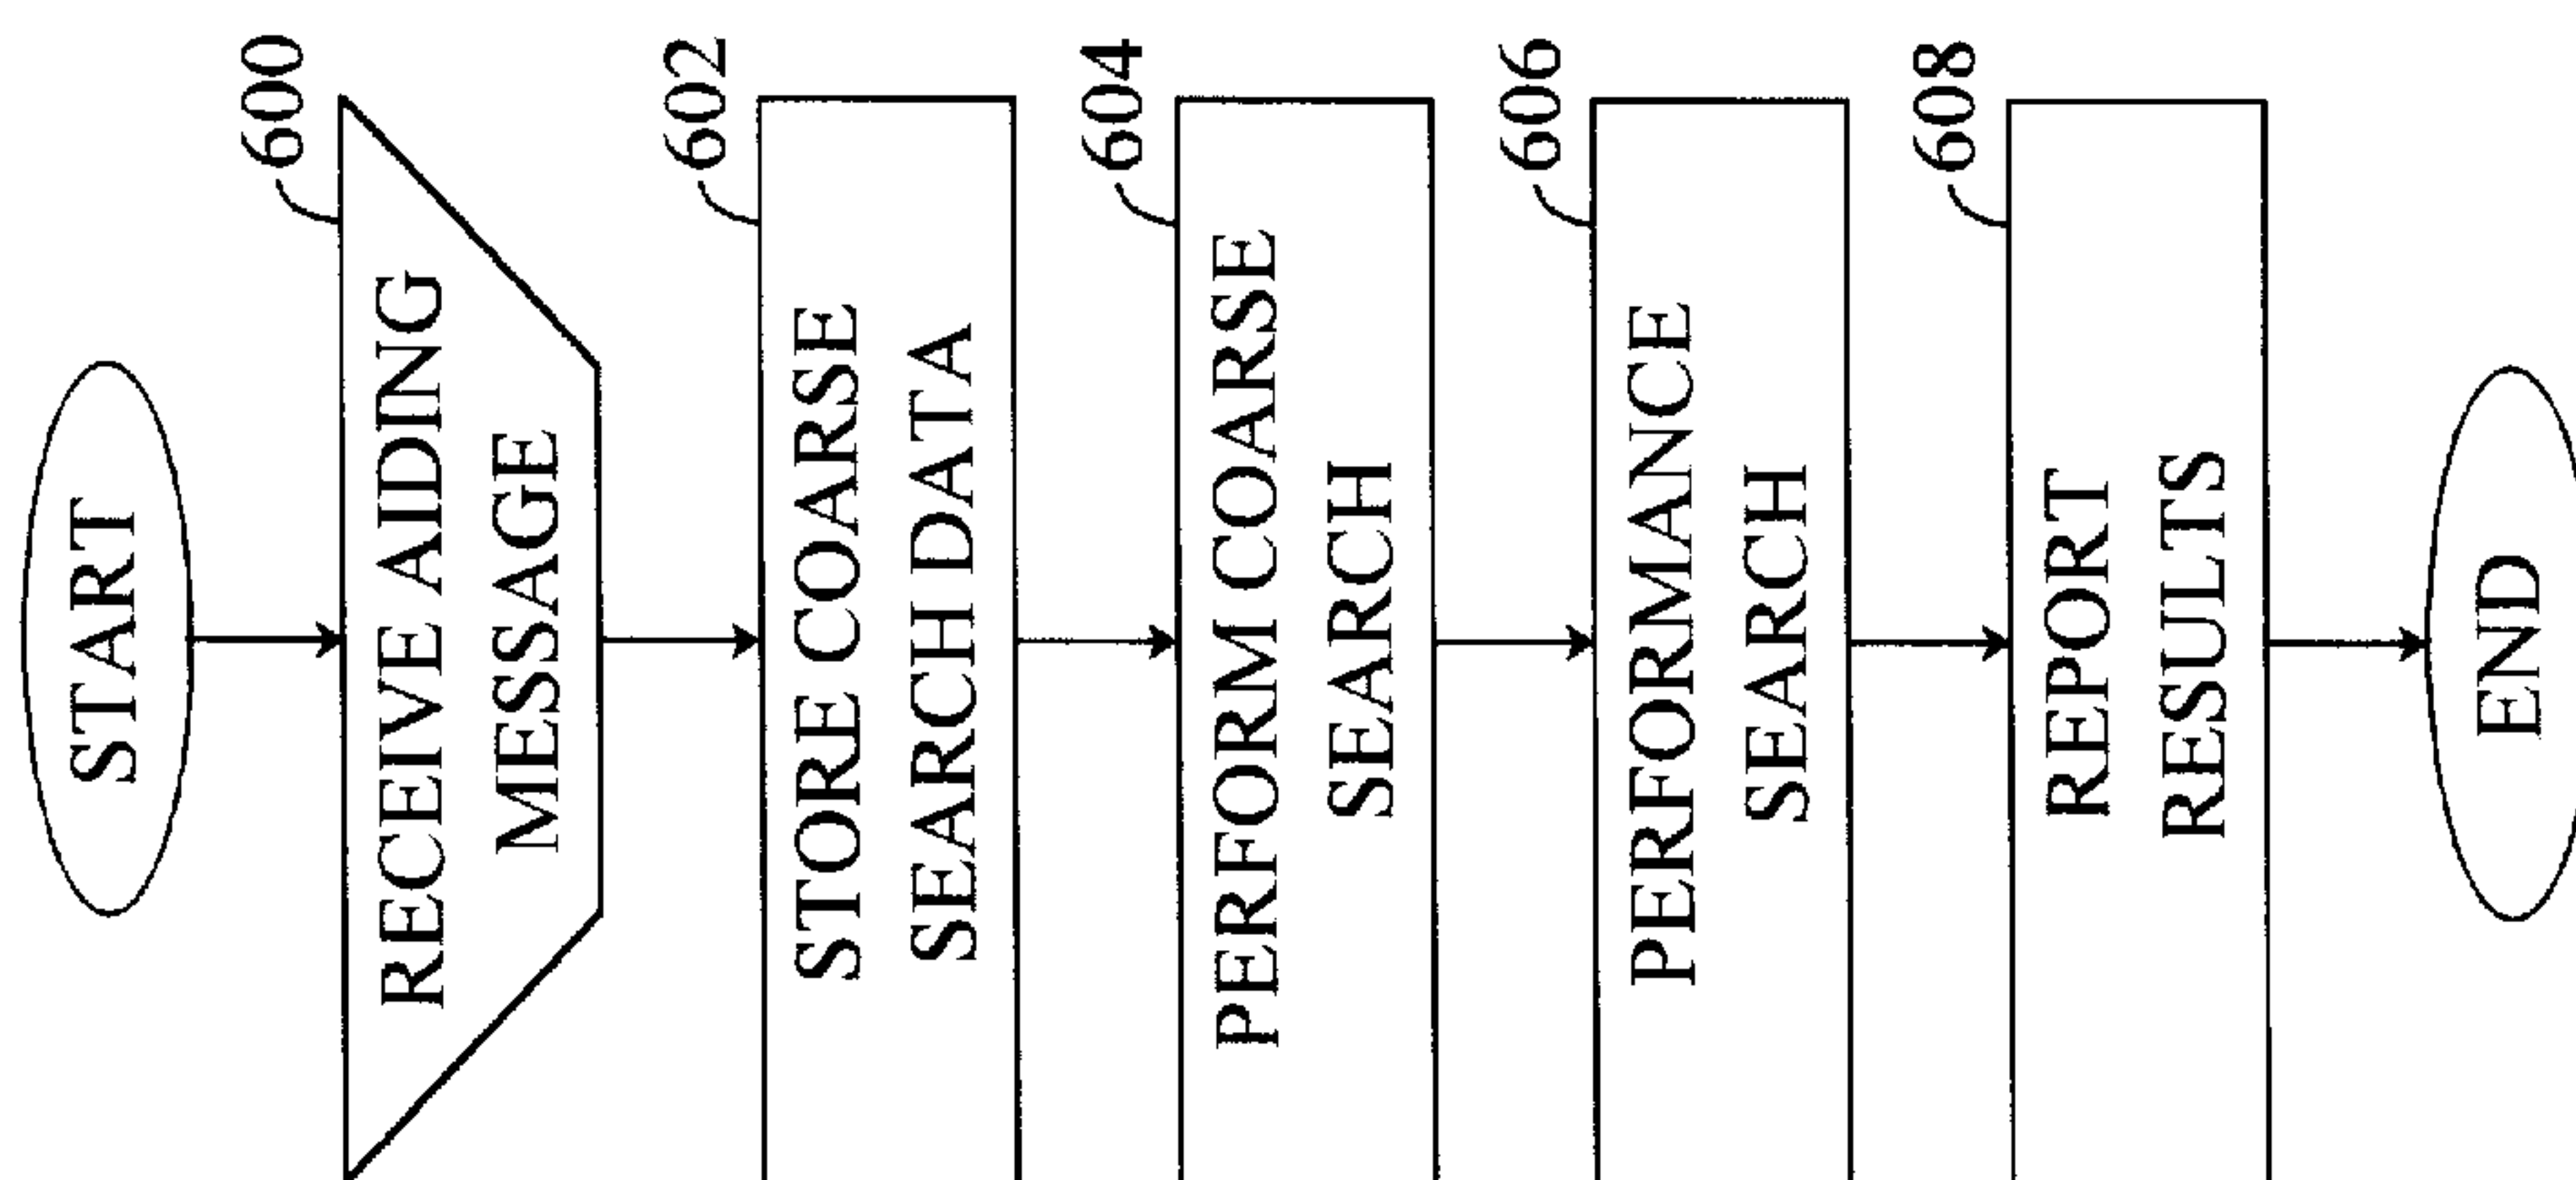 START
600
RECEIVE AIDING
MESSAGE
602
STORE COARSE
SEARCH DATA
604
PERFORM COARSE
SEARCH
606
PERFORMANCE
SEARCH
608
REPORT
RESULTS
END